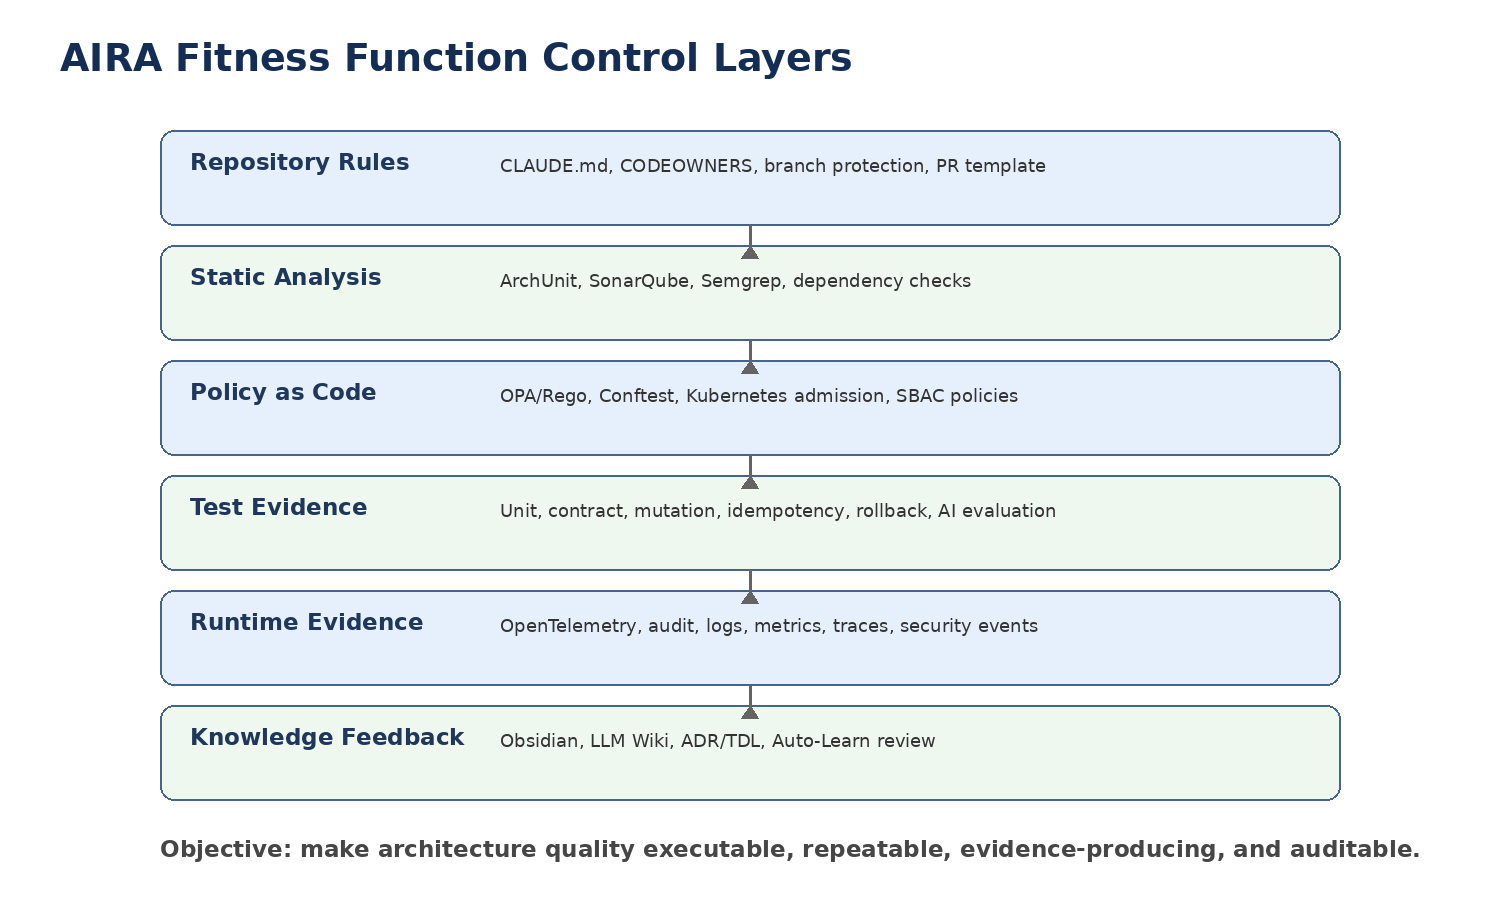 AIRA Fitness Function Control Layers
Repository Rules
CLAUDE.md, CODEOWNERS, branch protection, PR template
Static Analysis
ArchUnit, SonarQube, Semgrep, dependency checks
Policy as Code
OPA/Rego, Conftest, Kubernetes admission, SBAC policies
Test Evidence
Unit, contract, mutation, idempotency, rollback, AI evaluation
Runtime Evidence
OpenTelemetry, audit, logs, metrics, traces, security events
Knowledge Feedback
Obsidian, LLM Wiki, ADR/TDL, Auto-Learn review
Objective: make architecture quality executable, repeatable, evidence-producing, and auditable.